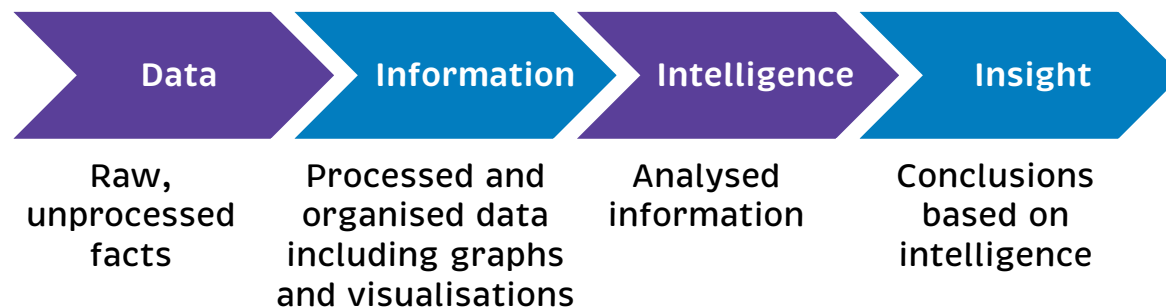 Data
Information
Intelligence
Insight
Raw,
unprocessed
facts
Processed and
organised data
including graphs
and visualisations
Analysed
information
Conclusions
based on
intelligence